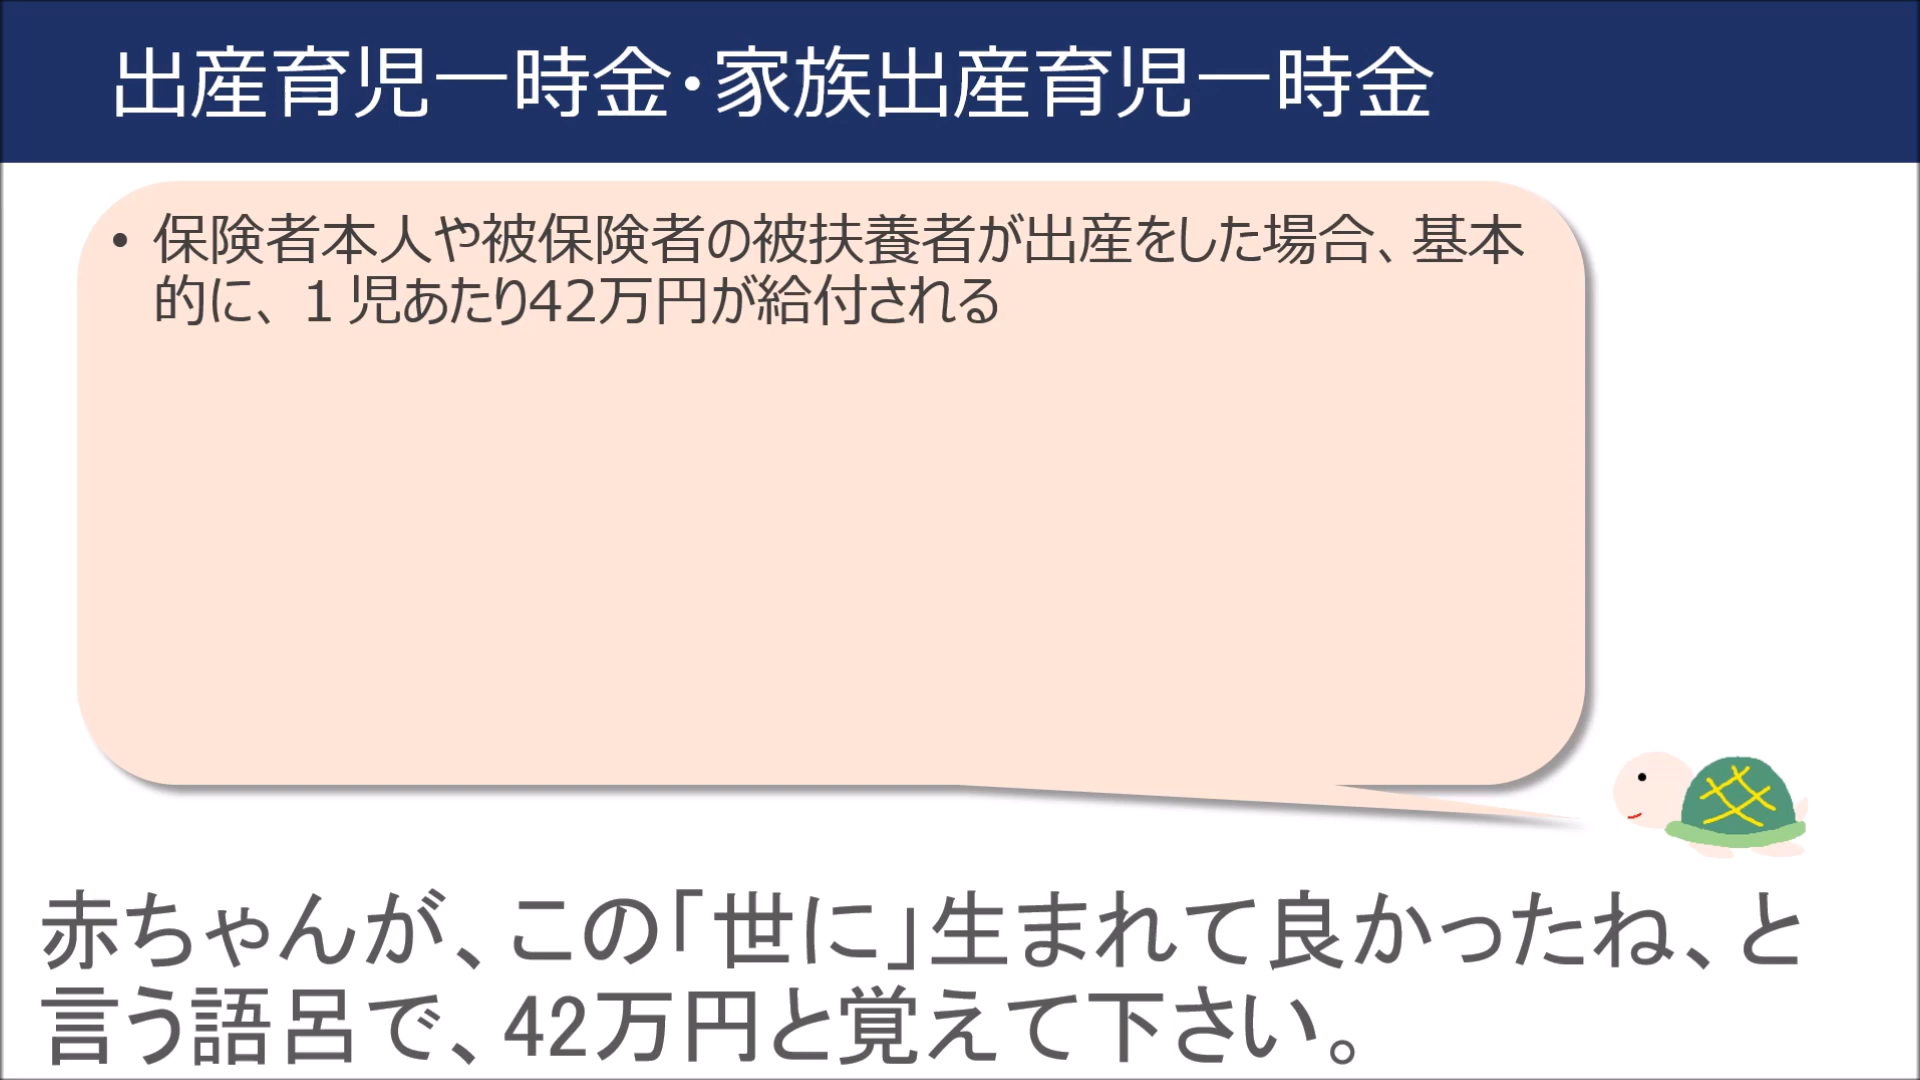 出産育児一時金・家族出産育児一時金
• 保険者本人や被保険者の被扶養者が出産をした場合、基本
的に、１児あたり42万円が給付される
赤ちゃんが、この「世に」生まれて良かったね、と
言う語呂で、42万円と覚えて下さい。